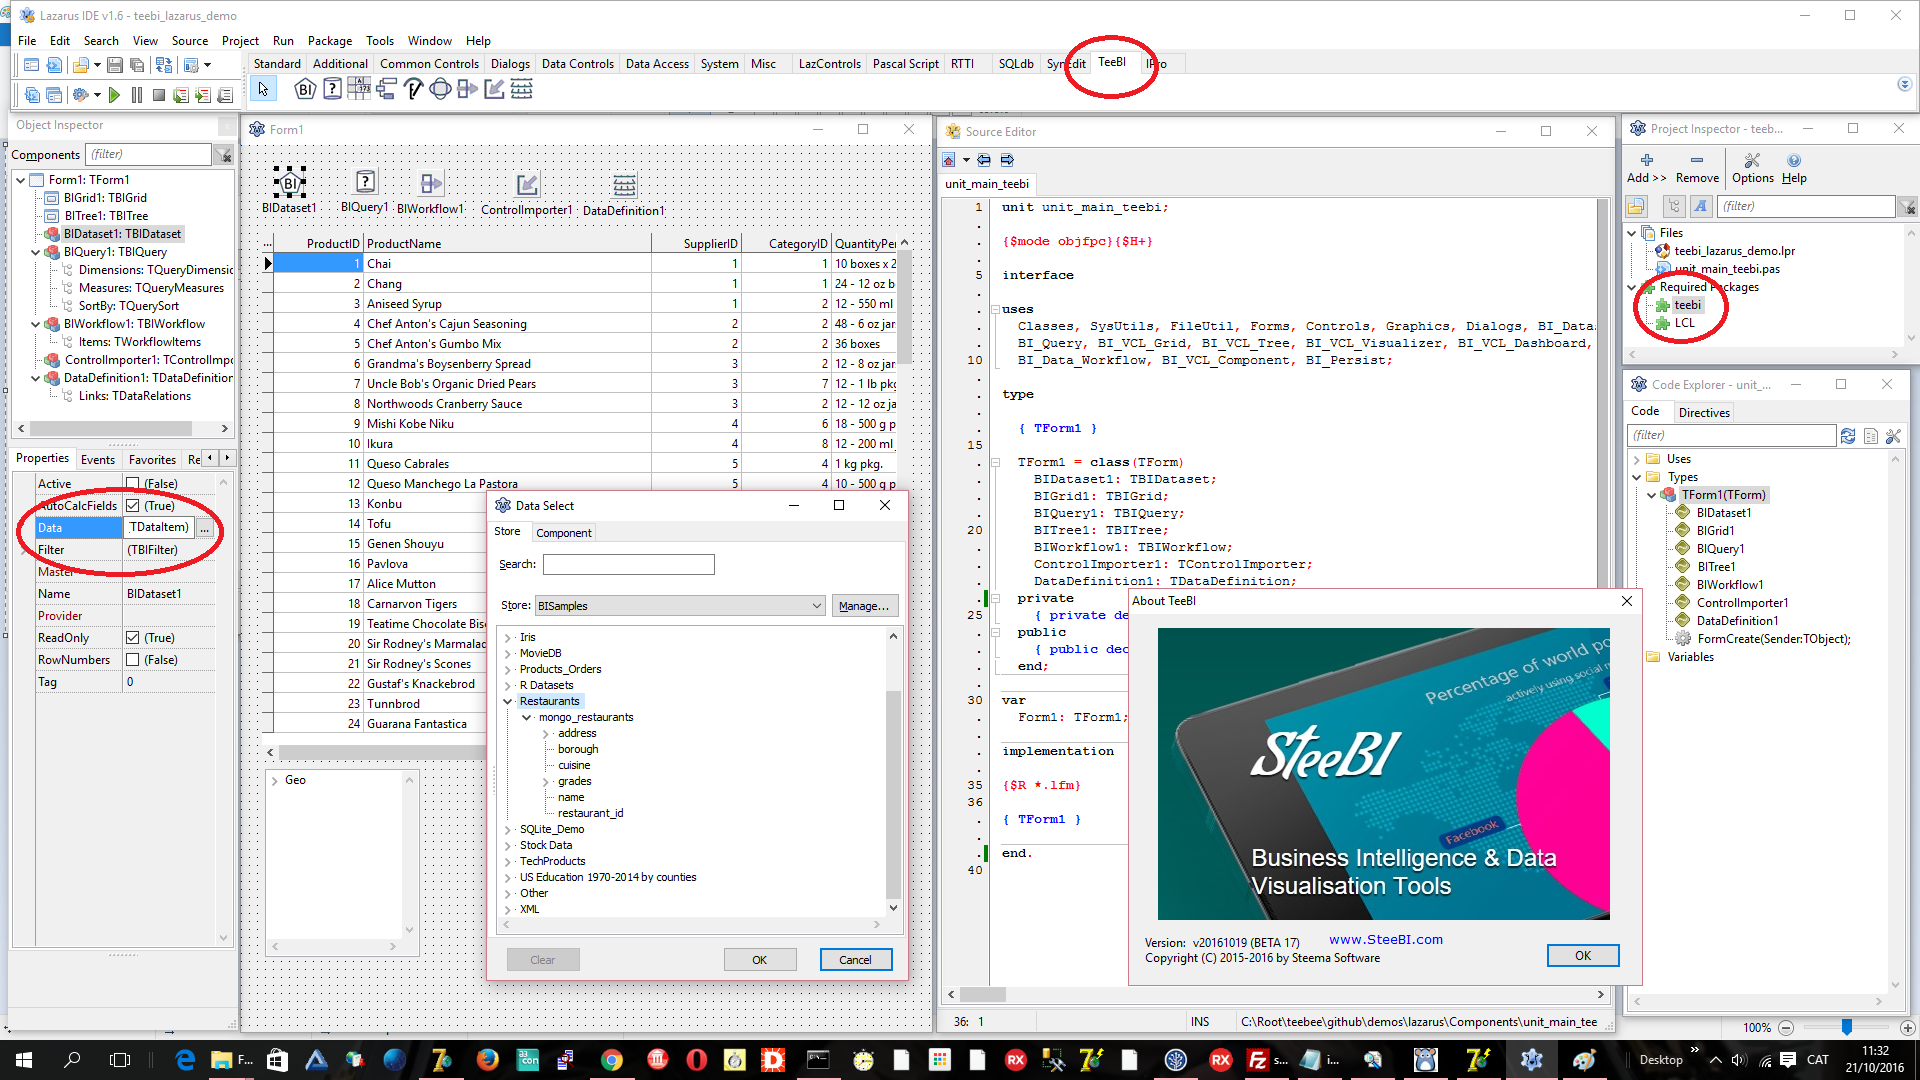 Lazarus IDE v1.6 - teebi_lazarus_demo
File Edit Search View Source Project Run Package Tools Window Help
Standard Additional Common Controls Dialogs Data Controls Data Access System Misc LazControls Pascal Script RTTI SQLdb SynEdit TeeBI IPro
Object Inspector
Components (filter)
Form1: TForm1
BIGrid1: TBIGrid
BITree1: TBITree
BIDataset1: TBIDataset
BIQuery1: TBIQuery
Dimensions: TQueryDimensi
Measures: TQueryMeasures
SortBy: TQuerySort
BIWorkflow1: TBIWorkflow
Items: TWorkflowItems
ControlImporter1: TControlImpo
DataDefinition1: TDataDefinition
Links: TDataRelations
Properties Events Favorites Re
Active (False)
AutoCalcFields (True)
Data TDataItem) ...
Filter (TBIFilter)
Master
Name BIDataset1
Provider
ReadOnly (True)
RowNumbers (False)
Tag 0
Form1
BIDataset1 BIQuery1 BIWorkflow1 ControlImporter1 DataDefinition1
... ProductID ProductName SupplierID CategoryID QuantityPer
1 Chai 1 1 10 boxes x 2
2 Chang 1 1 24 - 12 oz b
3 Aniseed Syrup 1 2 12 - 550 ml
4 Chef Anton's Cajun Seasoning 2 2 48 - 6 oz jar
5 Chef Anton's Gumbo Mix 2 2 36 boxes
6 Grandma's Boysenberry Spread 3 2 12 - 8 oz jar
7 Uncle Bob's Organic Dried Pears 3 7 12 - 1 lb pkg
8 Northwoods Cranberry Sauce 3 2 12 - 12 oz ja
9 Mishi Kobe Niku 4 6 18 - 500 g p
10 Ikura 4 8 12 - 200 ml
11 Queso Cabrales 5 4 1 kg pkg.
12 Queso Manchego La Pastora 5 4 10 - 500 g p
13 Konbu
14 Tofu
15 Genen Shouyu
16 Pavlova
17 Alice Mutton
18 Carnarvon Tigers
19 Teatime Chocolate Bis
20 Sir Rodney's Marmalad
21 Sir Rodney's Scones
22 Gustaf's Knackebrod
23 Tunnbrod
24 Guarana Fantastica
Geo
Data Select
Store Component
Search:
Store: BISamples Manage...
Iris
MovieDB
Products_Orders
R Datasets
Restaurants
mongo_restaurants
address
borough
cuisine
grades
name
restaurant_id
SQLite_Demo
Stock Data
TechProducts
US Education 1970-2014 by counties
Other
XML
Clear OK Cancel
Source Editor
unit_main_teebi
1 unit unit_main_teebi;
{$mode objfpc}{$H+}
5 interface
uses
Classes, SysUtils, FileUtil, Forms, Controls, Graphics, Dialogs, BI_Data
BI_Query, BI_VCL_Grid, BI_VCL_Tree, BI_VCL_Visualizer, BI_VCL_Dashboard,
10 BI_Data_Workflow, BI_VCL_Component, BI_Persist;
type
{ TForm1 }
15
TForm1 = class(TForm)
BIDataset1: TBIDataset;
BIGrid1: TBIGrid;
BIQuery1: TBIQuery;
20 BITree1: TBITree;
BIWorkflow1: TBIWorkflow;
ControlImporter1: TControlImporter;
DataDefinition1: TDataDefinition;
private
25 { private de
public
{ public dec
end;
30 var
Form1: TForm1;
implementation
35 {$R *.lfm}
36
{ TForm1 }
end.
40
36: 1 INS C:\Root\teebee\github\demos\lazarus\Components\unit_main_tee
About TeeBI
Percentage of world po
actively using social n
SteeBI
Facebook
Business Intelligence & Data
Visualisation Tools
Version: v20161019 (BETA 17) www.SteeBI.com
Copyright (C) 2015-2016 by Steema Software
OK
Project Inspector - teeb...
Add >> Remove Options Help
(filter)
Files
teebi_lazarus_demo.lpr
unit_main_teebi.pas
Required Packages
teebi
LCL
Code Explorer - unit_...
Code Directives
(filter)
Uses
Types
TForm1(TForm)
BIDataset1
BIGrid1
BIQuery1
BITree1
BIWorkflow1
ControlImporter1
DataDefinition1
FormCreate(Sender:TObject);
Variables
100%
F... s... i... Desktop CAT 11:32
21/10/2016